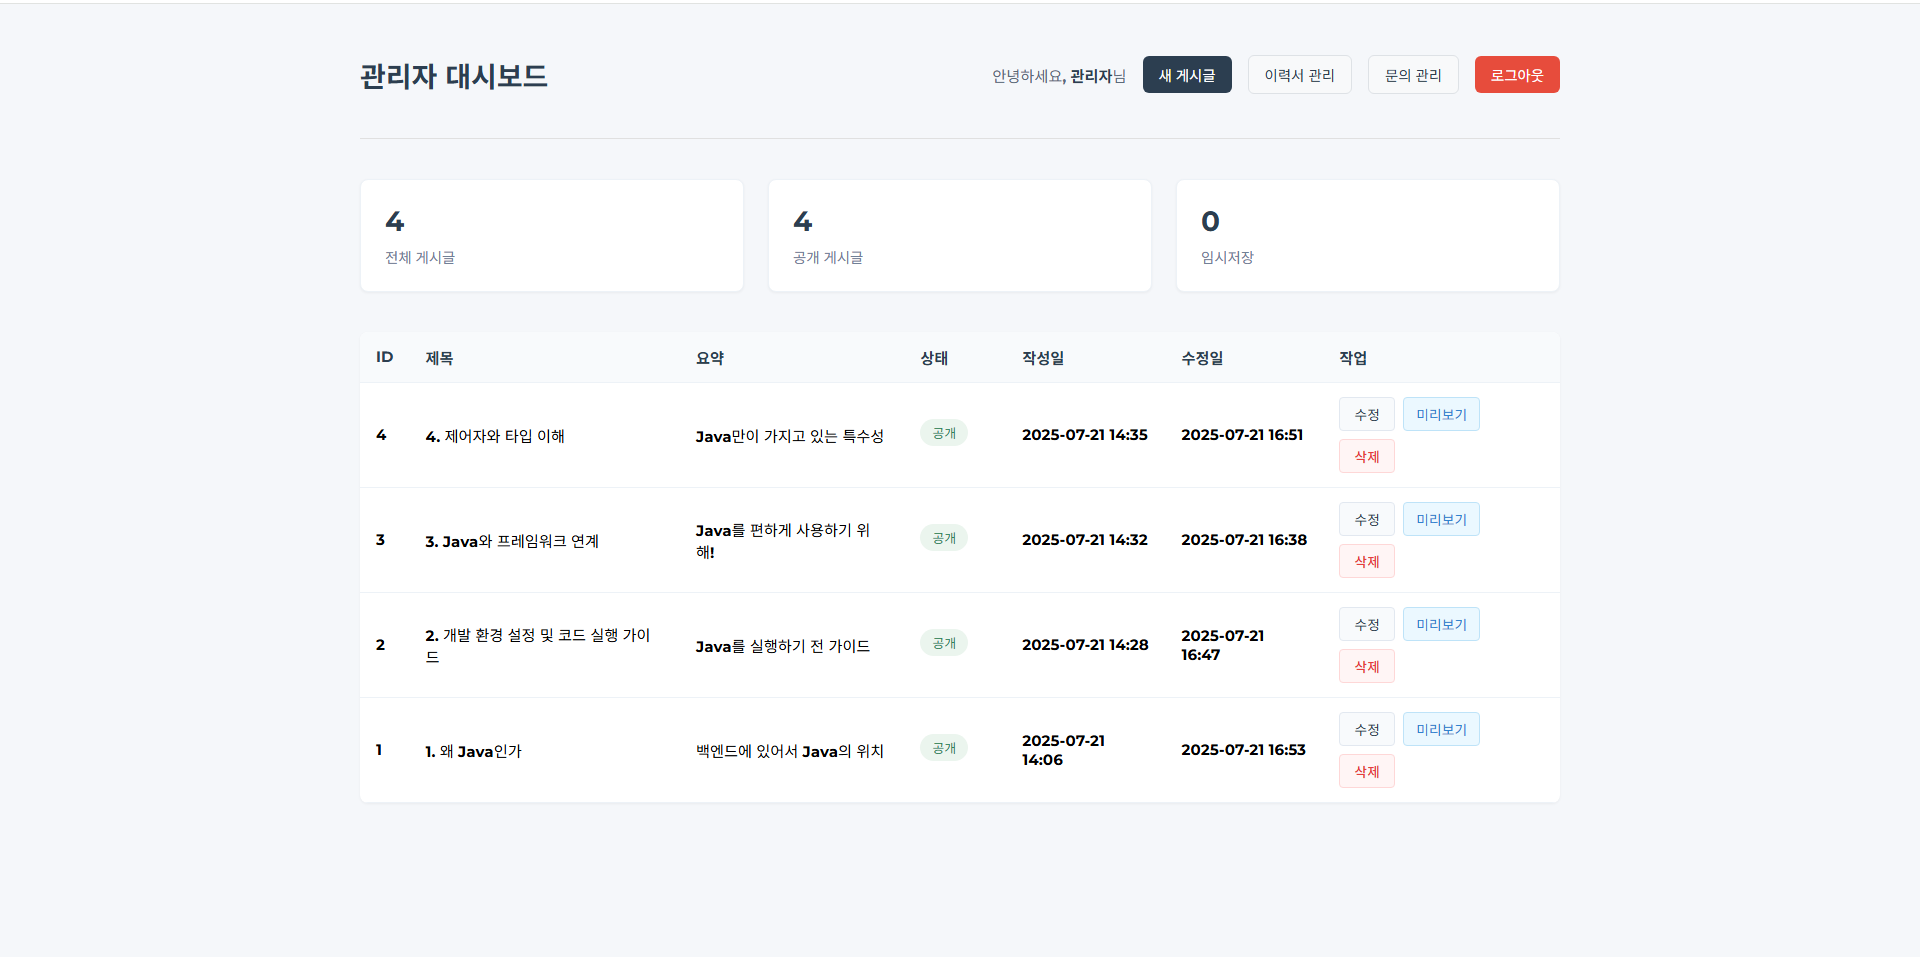 관리자 대시보드
안녕하세요, 관리자님 새 게시글 이력서 관리 문의 관리 로그아웃
4
전체 게시글
4
공개 게시글
0
임시저장
ID 제목 요약 상태 작성일 수정일 작업
4 4. 제어자와 타입 이해 Java만이 가지고 있는 특수성 공개 2025-07-21 14:35 2025-07-21 16:51 수정 미리보기
삭제
3 3. Java와 프레임워크 연계 Java를 편하게 사용하기 위
해! 공개 2025-07-21 14:32 2025-07-21 16:38 수정 미리보기
삭제
2 2. 개발 환경 설정 및 코드 실행 가이
드 Java를 실행하기 전 가이드 공개 2025-07-21 14:28 2025-07-21
16:47 수정 미리보기
삭제
1 1. 왜 Java인가 백엔드에 있어서 Java의 위치 공개 2025-07-21
14:06 2025-07-21 16:53 수정 미리보기
삭제